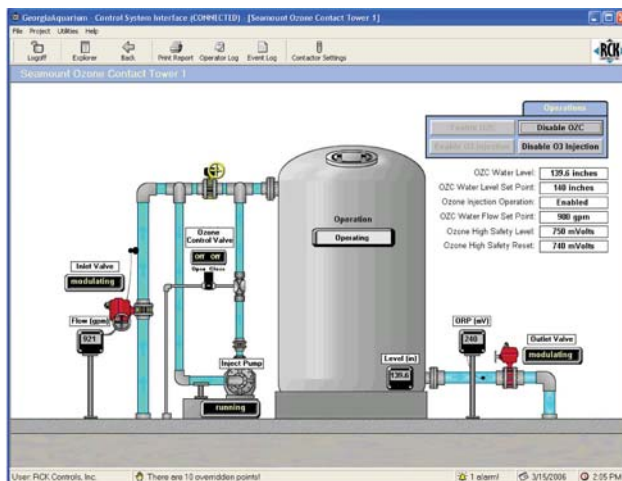 GeorgiaAquarium - Control System Interface (CONNECTED) - [Seamount Ozone Contact Tower 1]
File Project Utilities Help
Logoff Explorer Back Print Report Operator Log Event Log Contactor Settings
RCK
Seamount Ozone Contact Tower 1
Operations
Enable OZC Disable OZC
Enable O3 Injection Disable O3 Injection
OZC Water Level: 139.6 inches
OZC Water Level Set Point: 140 inches
Ozone Injection Operation: Enabled
OZC Water Flow Set Point: 900 gpm
Ozone High Safety Level: 750 mVolts
Ozone High Safety Reset: 740 mVolts
Operation
Operating
Ozone
Control Valve
Off Off
Open Close
Inlet Valve
modulating
Flow (gpm)
921
Inject Pump
running
Level (in)
139.6
ORP (mV)
240
Outlet Valve
modulating
User: RCK Controls, Inc. There are 10 overridden points! 1 alarm! 3/15/2006 2:05 PM